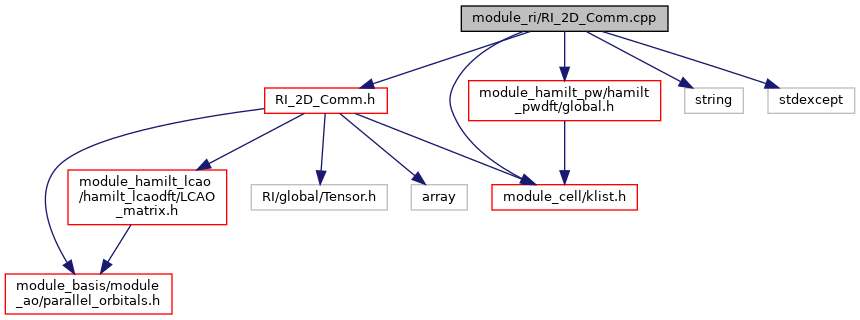 module_ri/RI_2D_Comm.cpp
RI_2D_Comm.h
module_hamilt_pw/hamilt
_pwdft/global.h
string
stdexcept
module_hamilt_lcao
/hamilt_lcaodft/LCAO
_matrix.h
RI/global/Tensor.h
array
module_cell/klist.h
module_basis/module
_ao/parallel_orbitals.h